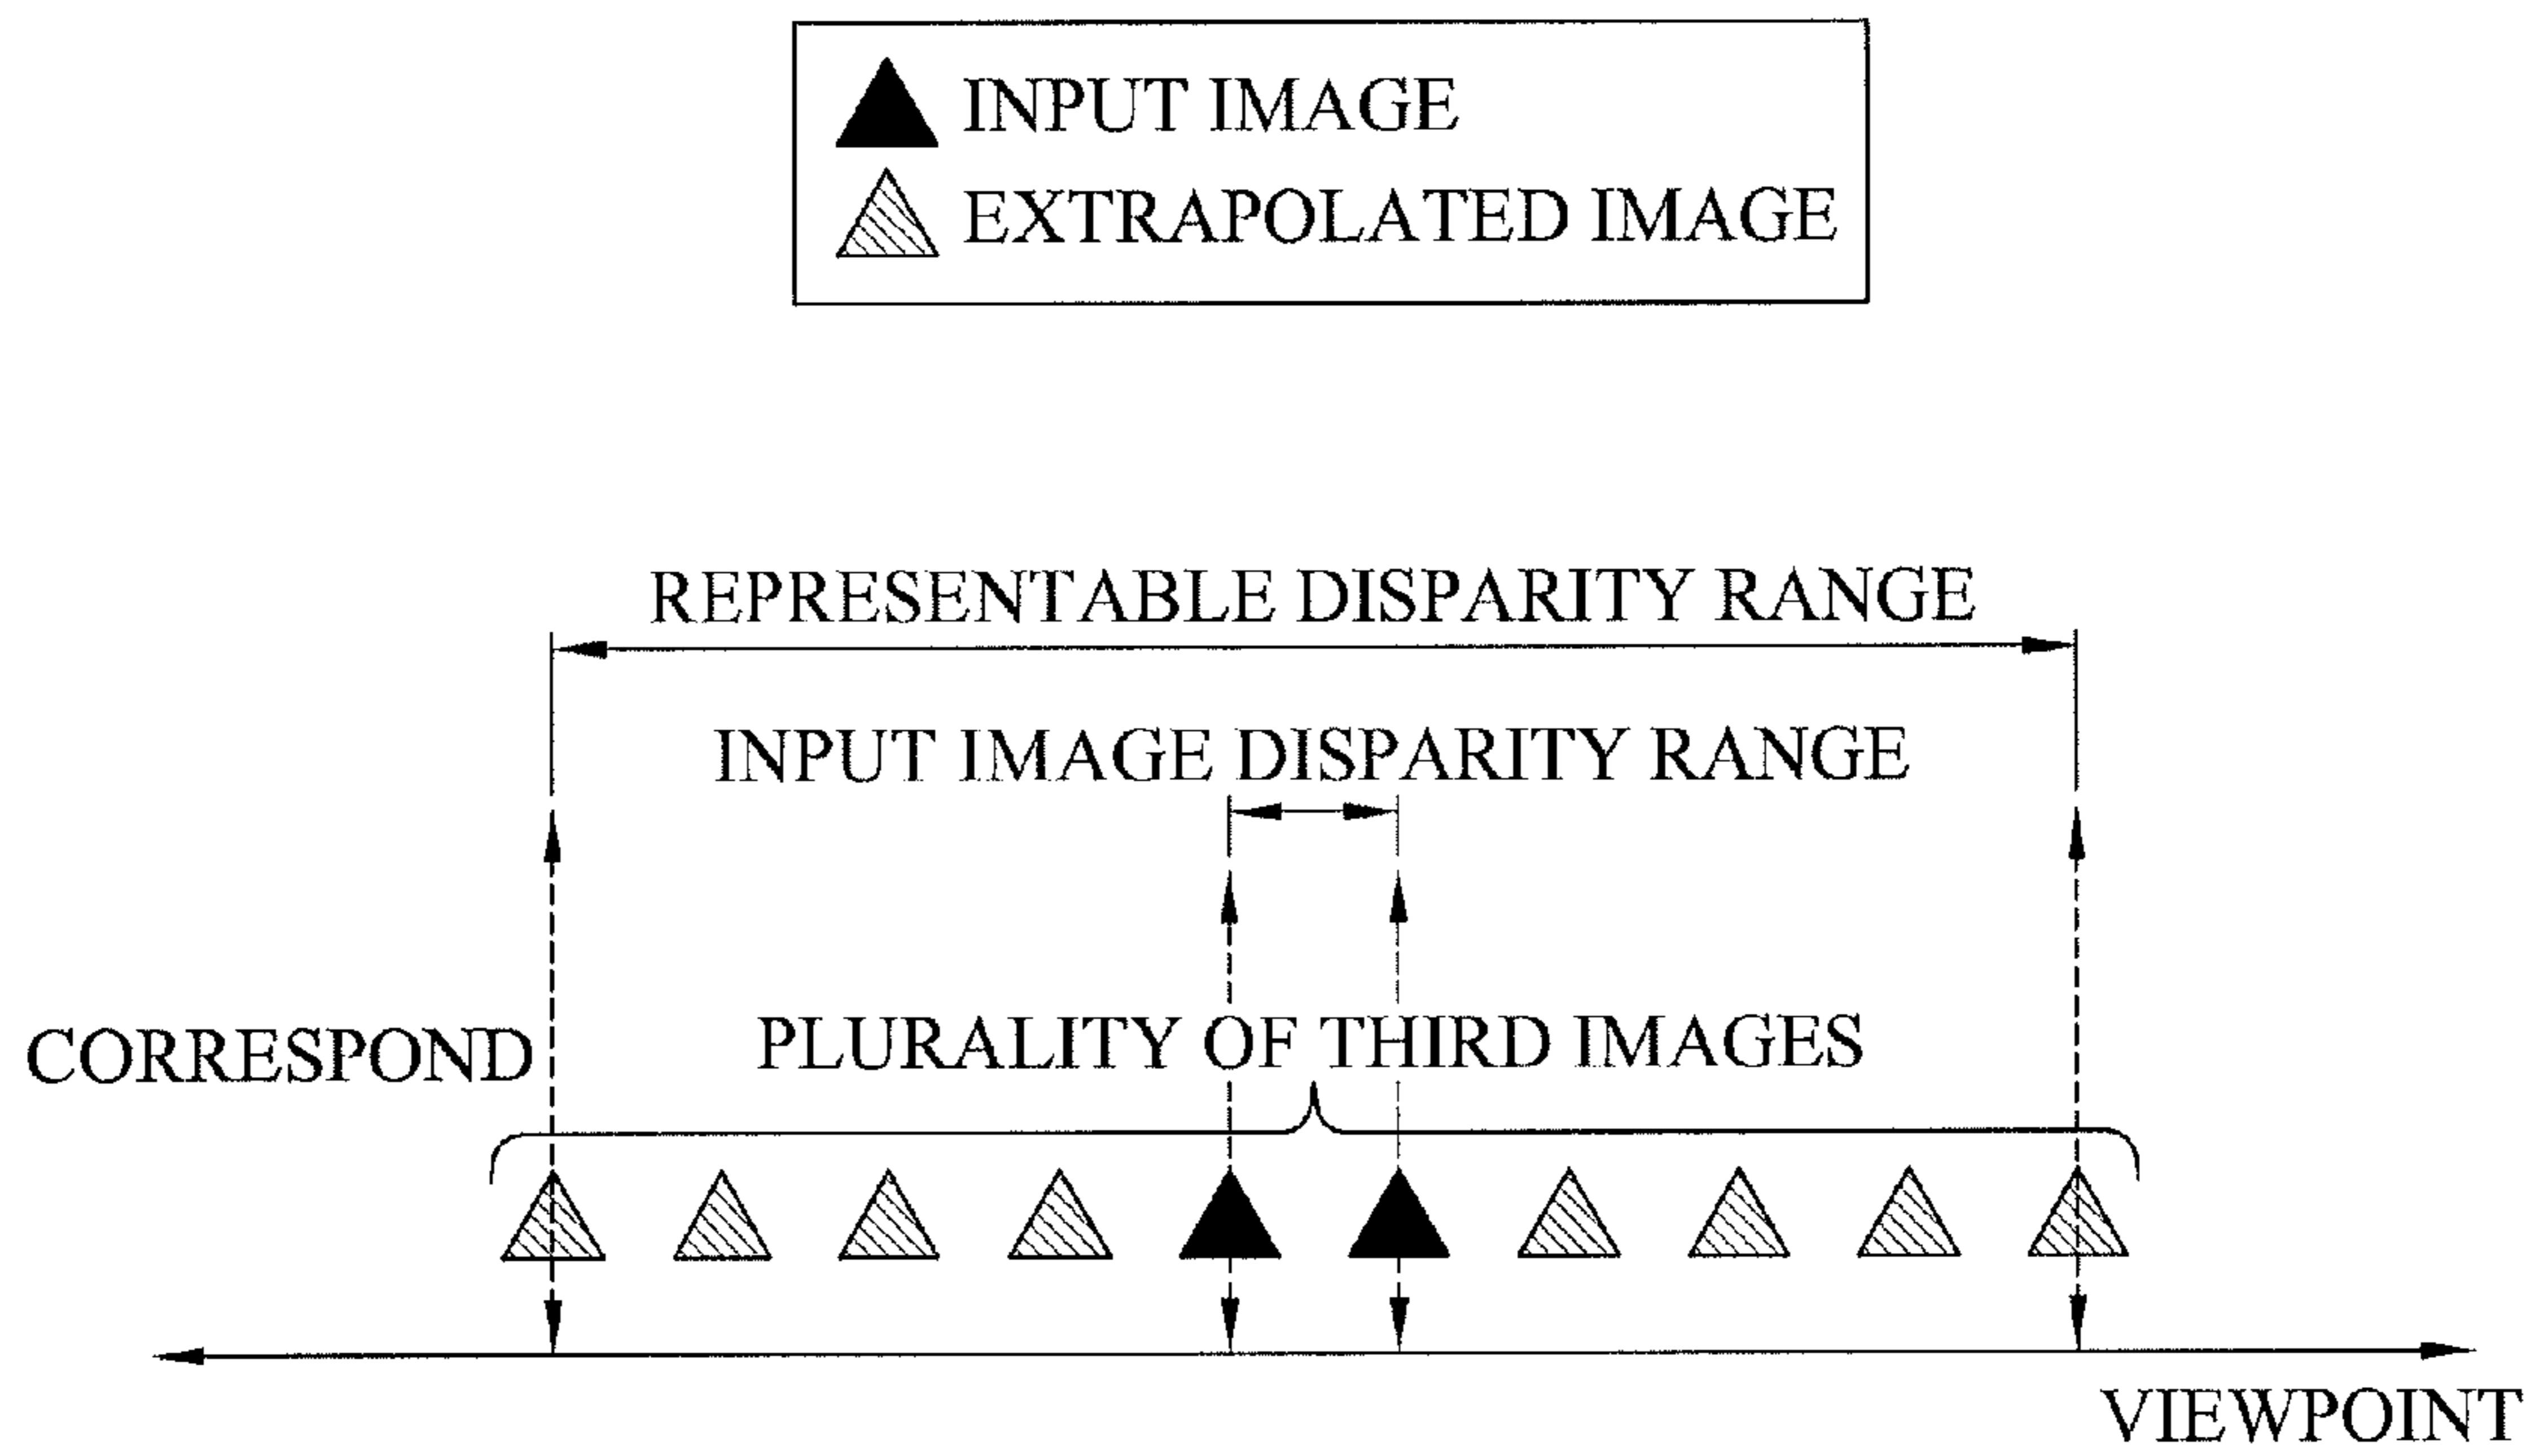 INPUT IMAGE
EXTRAPOLATED IMAGE
REPRESENTABLE DISPARITY RANGE
INPUT IMAGE DISPARITY RANGE
CORRESPOND
PLURALITY OF THIRD IMAGES
VIEWPOINT